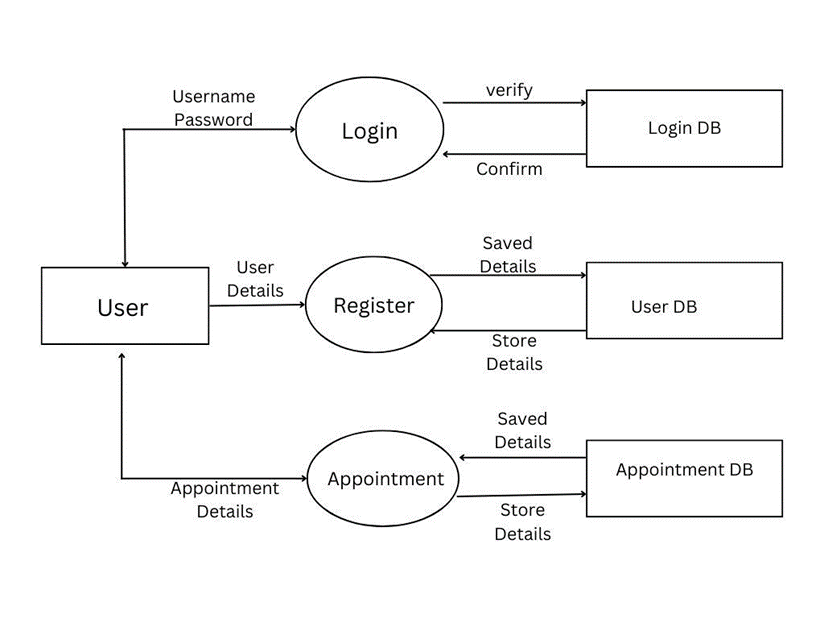 Username
Password
Login
verify
Confirm
Login DB
User
User
Details
Register
Saved
Details
Store
Details
User DB
Appointment
Details
Appointment
Saved
Details
Store
Details
Appointment DB